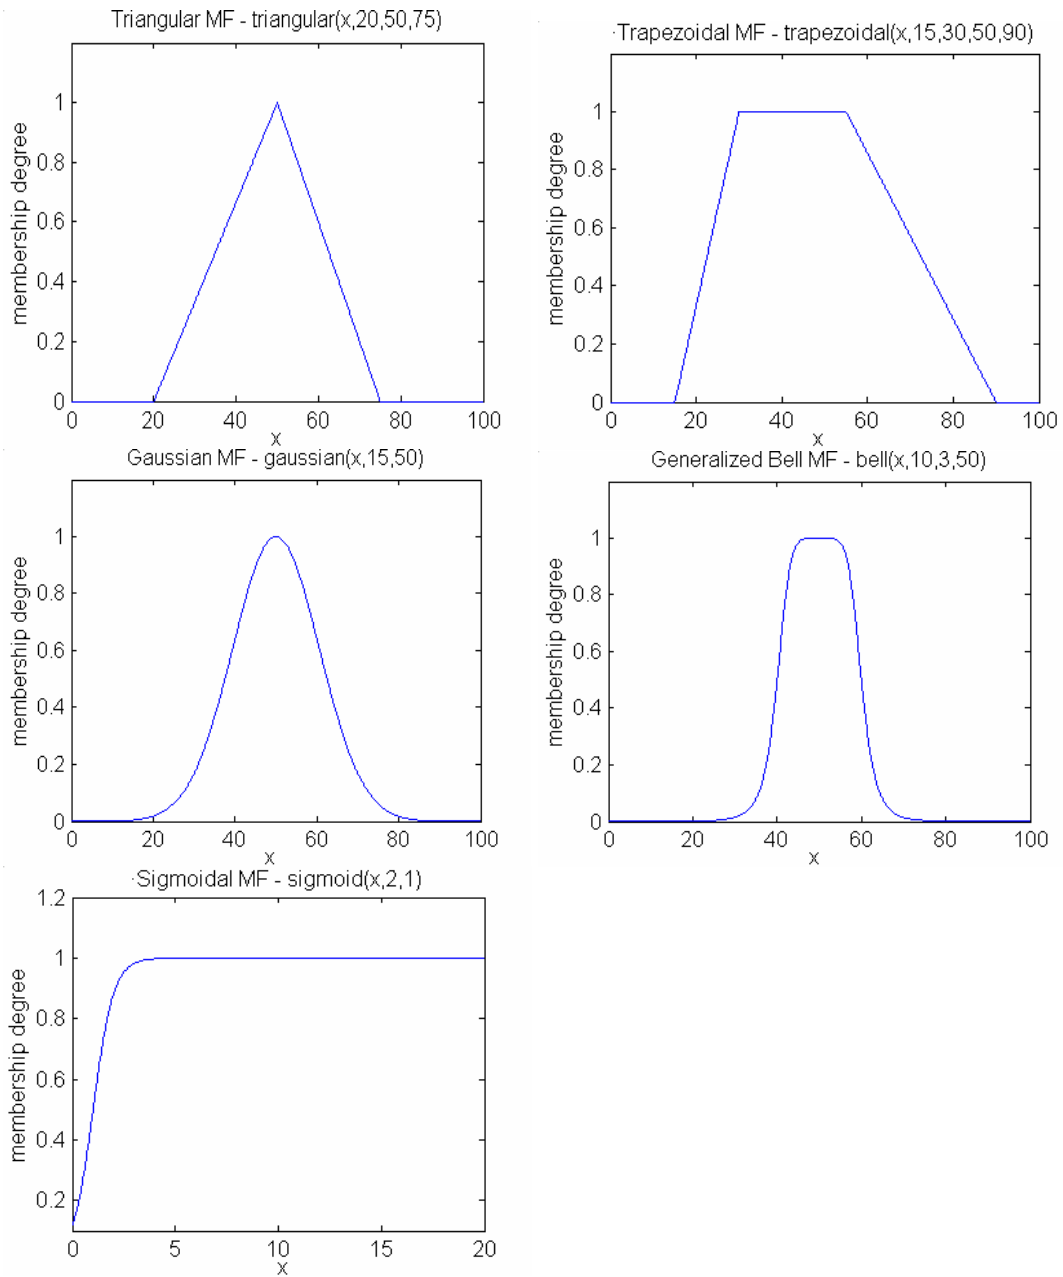 Triangular MF - triangular(x,20,50,75)
membership degree
1
0.8
0.6
0.4
0.2
0
0 20 40 60 80 100
x
·Trapezoidal MF - trapezoidal(x,15,30,50,90)
membership degree
1
0.8
0.6
0.4
0.2
0
0 20 40 60 80 100
x
Gaussian MF - gaussian(x,15,50)
membership degree
1
0.8
0.6
0.4
0.2
0
0 20 40 60 80 100
x
Generalized Bell MF - bell(x,10,3,50)
membership degree
1
0.8
0.6
0.4
0.2
0
0 20 40 60 80 100
x
·Sigmoidal MF - sigmoid(x,2,1)
membership degree
1.2
1
0.8
0.6
0.4
0.2
0 5 10 15 20
x